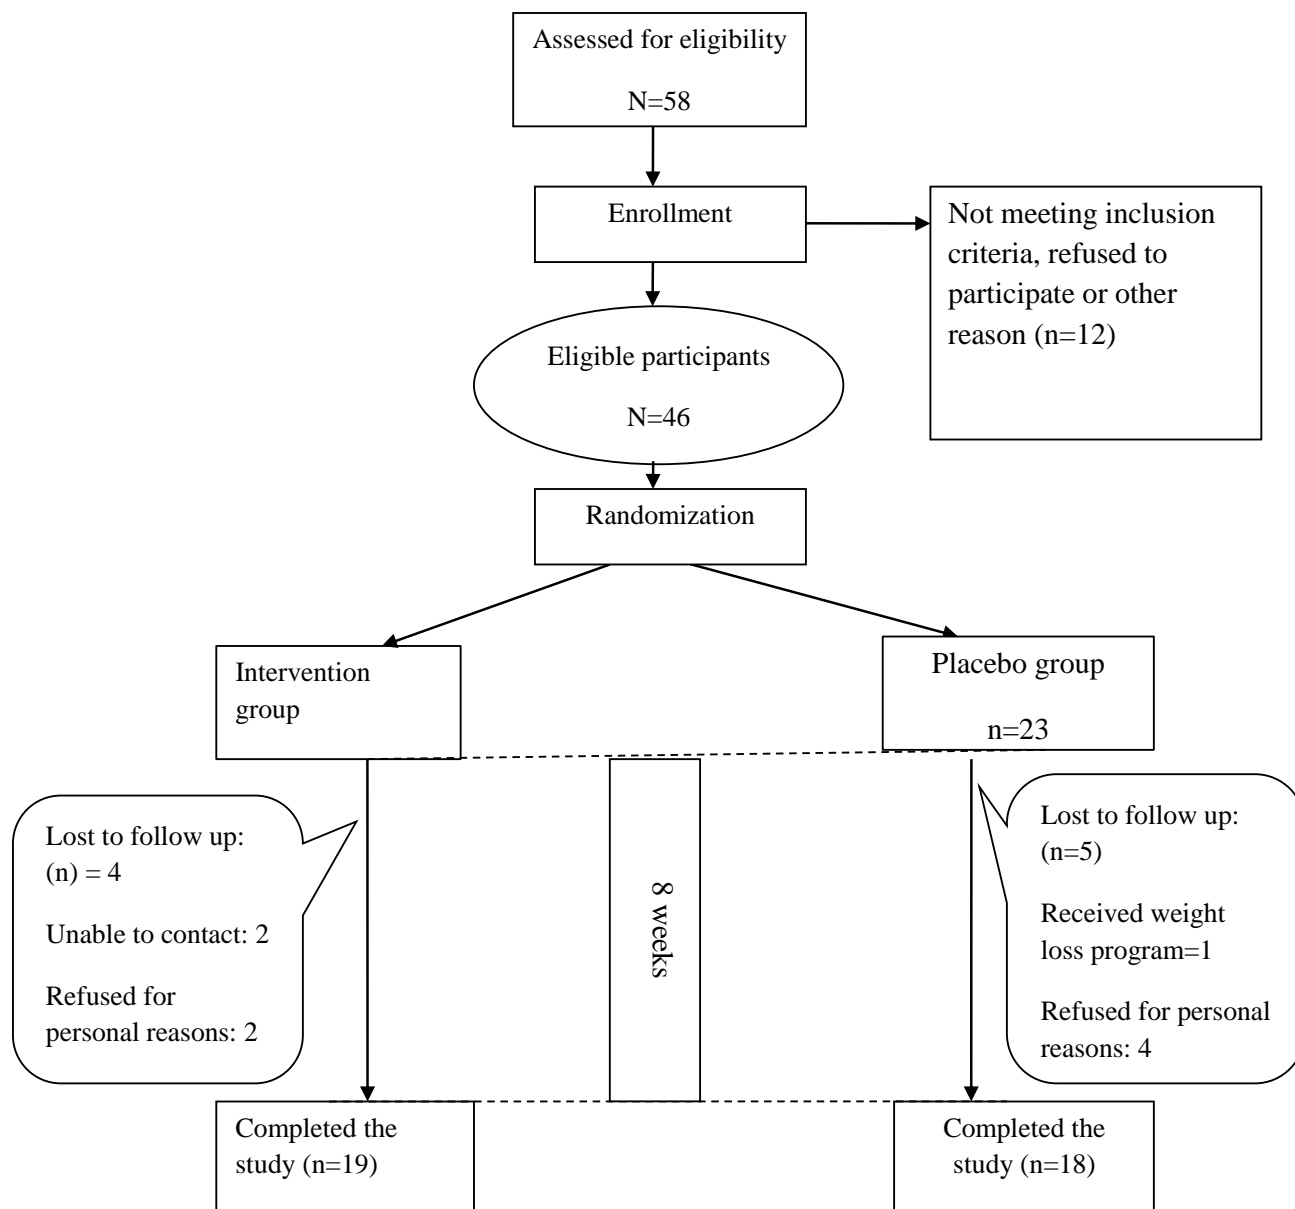 Assessed for eligibility
N=58
Enrollment
Not meeting inclusion
criteria, refused to
participate or other
reason (n=12)
Eligible participants
N=46
Randomization
Intervention
group
Placebo group
n=23
Lost to follow up:
(n) = 4
Unable to contact: 2
Refused for
personal reasons: 2
8 weeks
Lost to follow up:
(n=5)
Received weight
loss program=1
Refused for personal
reasons: 4
Completed the
study (n=19)
Completed the
study (n=18)